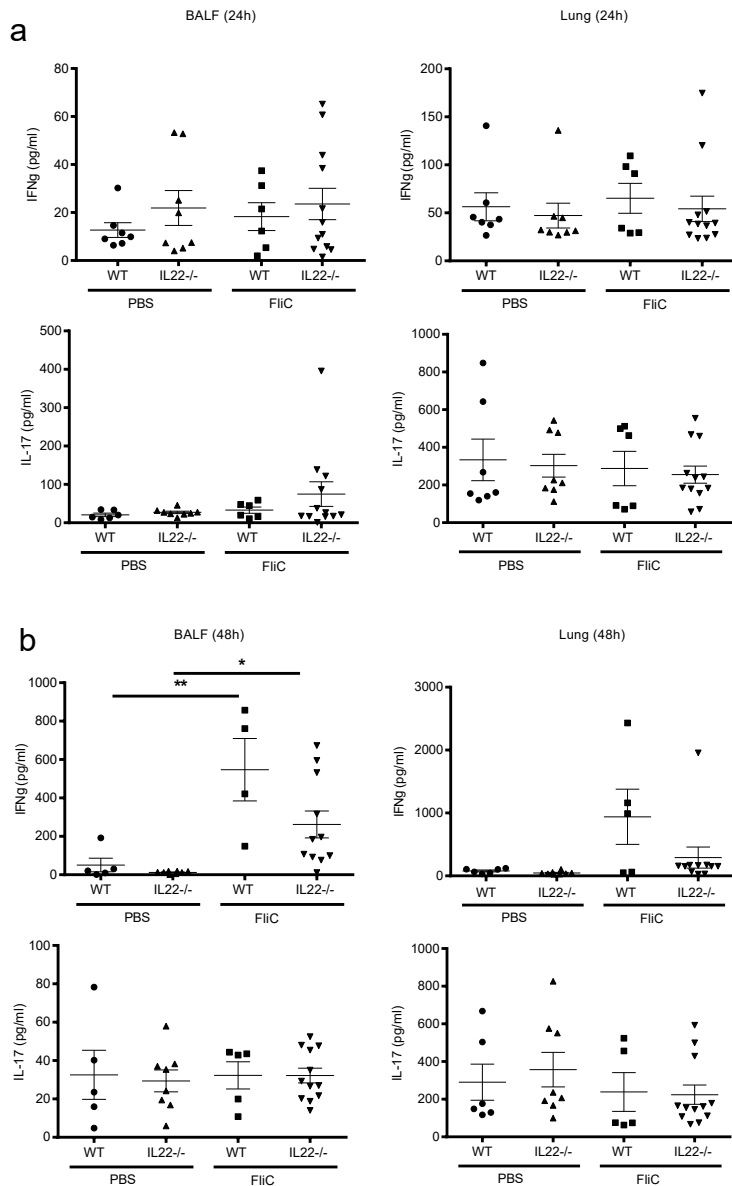 a
BALF (24h)
Lung (24h)
IFNg (pg/ml)
80
60
40
20
0
WT IL22-/- WT IL22-/-
PBS FliC
IFNg (pg/ml)
200
150
100
50
0
WT IL22-/- WT IL22-/-
PBS FliC
IL-17 (pg/ml)
500
400
300
200
100
0
WT IL22-/- WT IL22-/-
PBS FliC
IL-17 (pg/ml)
1000
800
600
400
200
0
WT IL22-/- WT IL22-/-
PBS FliC
b
BALF (48h)
Lung (48h)
*
**
IFNg (pg/ml)
1000
800
600
400
200
0
WT IL22-/- WT IL22-/-
PBS FliC
IFNg (pg/ml)
3000
2000
1000
0
WT IL22-/- WT IL22-/-
PBS FliC
IL-17 (pg/ml)
100
80
60
40
20
0
WT IL22-/- WT IL22-/-
PBS FliC
IL-17 (pg/ml)
1000
800
600
400
200
0
WT IL22-/- WT IL22-/-
PBS FliC